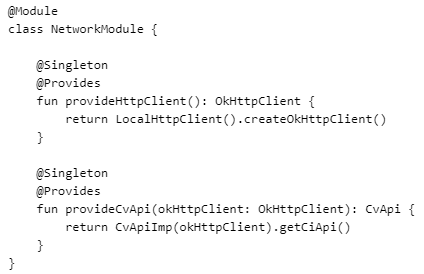 @Module
class NetworkModule {
@Singleton
@Provides
fun provideHttpClient(): OkHttpClient {
return LocalHttpClient().createOkHttpClient()
}
@Singleton
@Provides
fun provideCvApi(okHttpClient: OkHttpClient): CvApi {
return CvApiImp(okHttpClient).getCiApi()
}
}